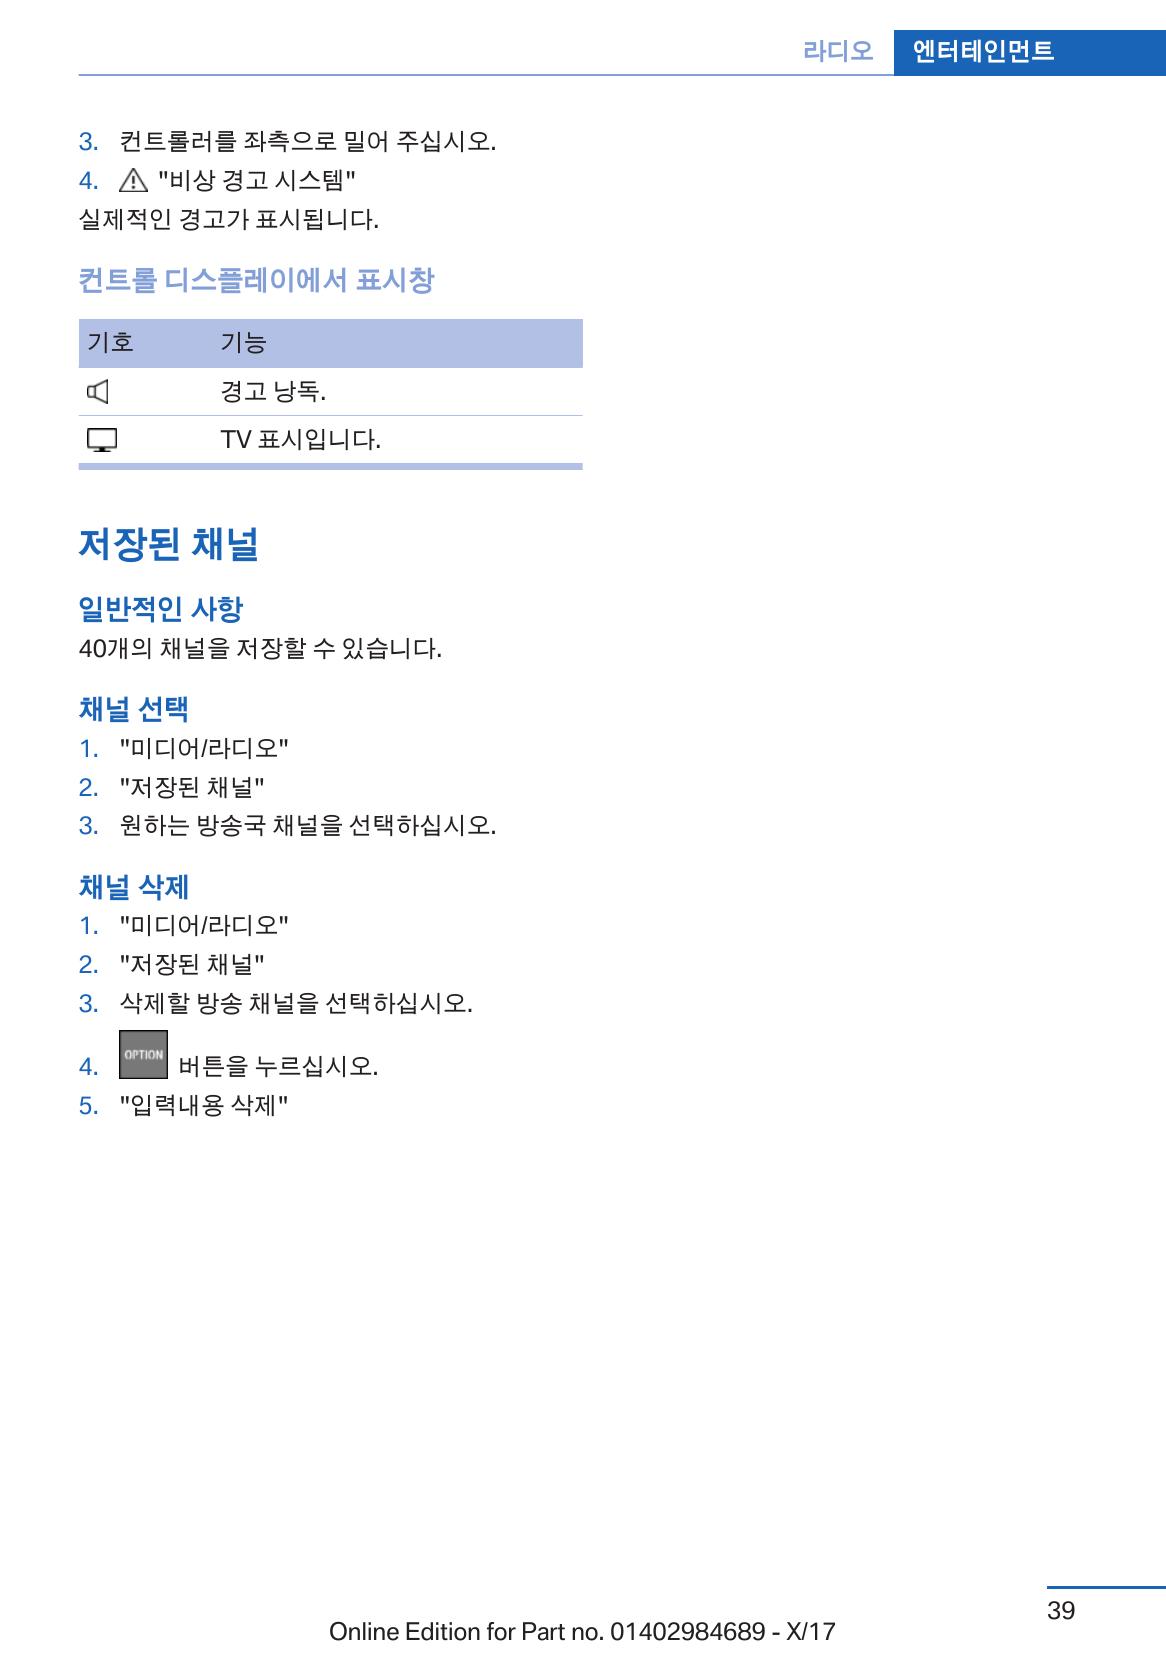 라디오 엔터테인먼트
3. 컨트롤러를 좌측으로 밀어 주십시오.
4. "비상 경고 시스템"
실제적인 경고가 표시됩니다.
컨트롤 디스플레이에서 표시창
기호 기능
경고 낭독.
TV 표시입니다.
저장된 채널
일반적인 사항
40개의 채널을 저장할 수 있습니다.
채널 선택
1. "미디어/라디오"
2. "저장된 채널"
3. 원하는 방송국 채널을 선택하십시오.
채널 삭제
1. "미디어/라디오"
2. "저장된 채널"
3. 삭제할 방송 채널을 선택하십시오.
4. OPTION 버튼을 누르십시오.
5. "입력내용 삭제"
39
Online Edition for Part no. 01402984689 - X/17